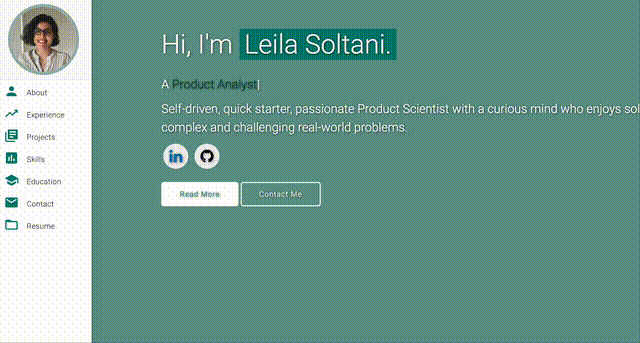 Hi, I'm Leila Soltani.
A Product Analyst|
Self-driven, quick starter, passionate Product Scientist with a curious mind who enjoys sol
complex and challenging real-world problems.
in
Read More
Contact Me
About
Experience
Projects
Skills
Education
Contact
Resume